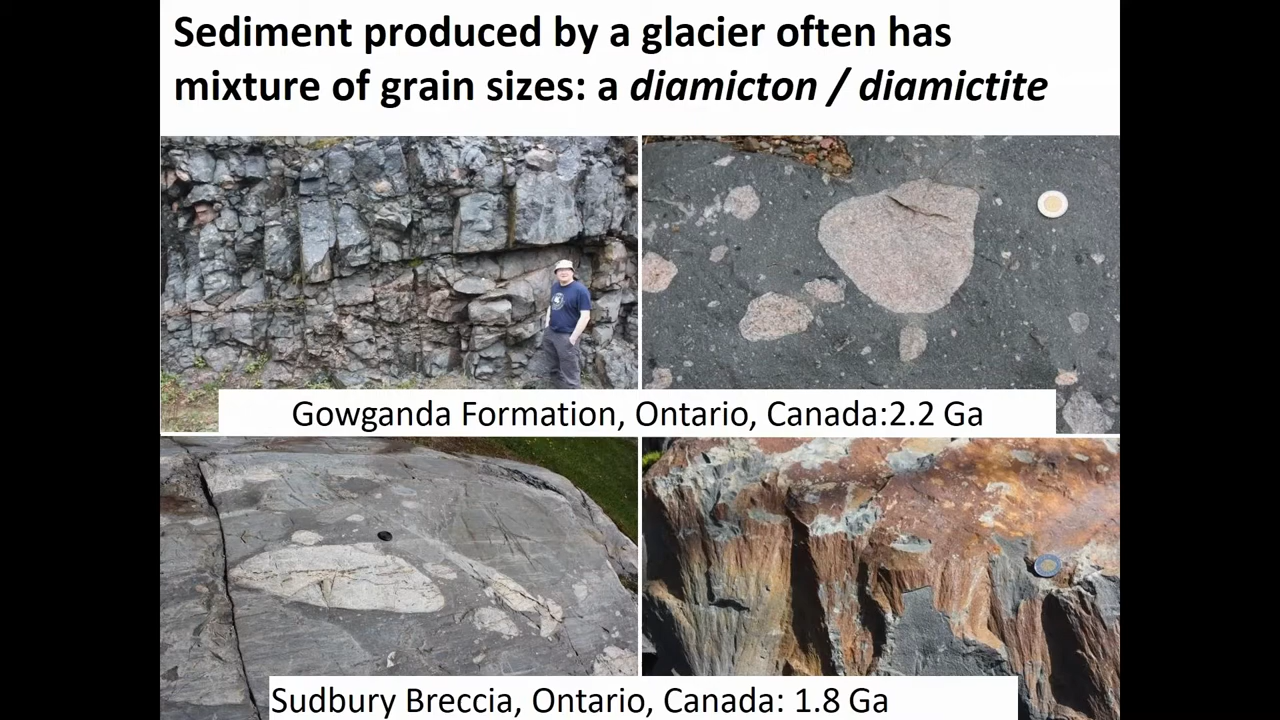 Sediment produced by a glacier often has
mixture of grain sizes: a diamicton / diamictite
Gowganda Formation, Ontario, Canada:2.2 Ga
Sudbury Breccia, Ontario, Canada: 1.8 Ga